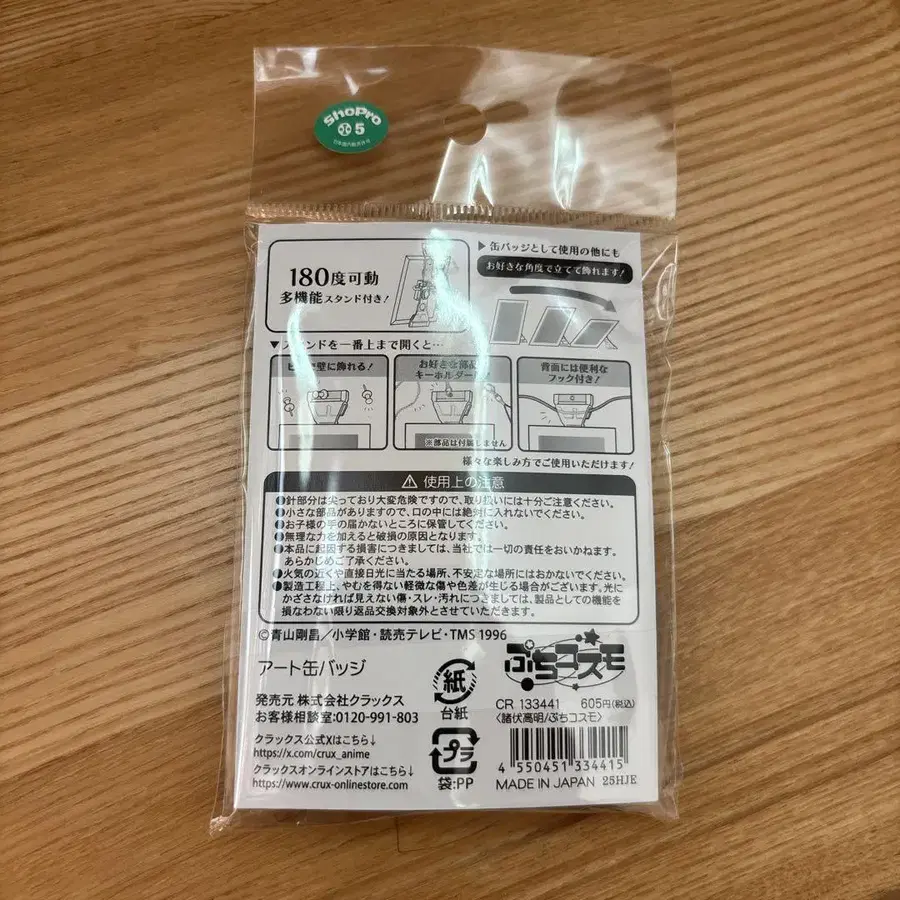 ShoPro
5
180度可動
多機能スタンド付き!
▶缶バッジとして使用の他にも
お好きな角度で立てて飾れます!
▼スタンドを一番上まで開くと…
壁に飾れる!
お好きな部品
キーホルダー
※部品は付属しません
背面には便利な
フック付き!
様々な楽しみ方でご使用いただけます!
⚠使用上の注意
●針部分は尖っており大変危険ですので、取り扱いには十分ご注意ください。
●小さな部品がありますので、口の中には絶対に入れないでください。
●お子様の手の届かないところに保管してください。
●無理な力を加えると破損の原因となります。
●本品に起因する損害につきましては、当社では一切の責任をおいかねます。
あらかじめご了承ください。
●火気の近くや直接日光に当たる場所、不安定な場所にはおかないでください。
●製造工程上、やむを得ない軽微な傷や色差が生じる場合がございます。光に
かざさなければ見えない傷・スレ・汚れにつきましては、製品としての機能を
損なわない限り返品交換対象外とさせていただきます。
©青山剛昌/小学館・読売テレビ・TMS 1996
アート缶バッジ
発売元 株式会社クラックス
お客様相談室:0120-991-803
クラックス公式Xはこちら↓
https://x.com/crux_anime
クラックスオンラインストアはこちら↓
https://www.crux-onlinestore.com
紙
台紙
プラ
袋:PP
ぷちコスモ
CR 133441 605円(税込)
〈諸伏高明/ぷちコスモ〉
4 550451 334415
MADE IN JAPAN 25HJE